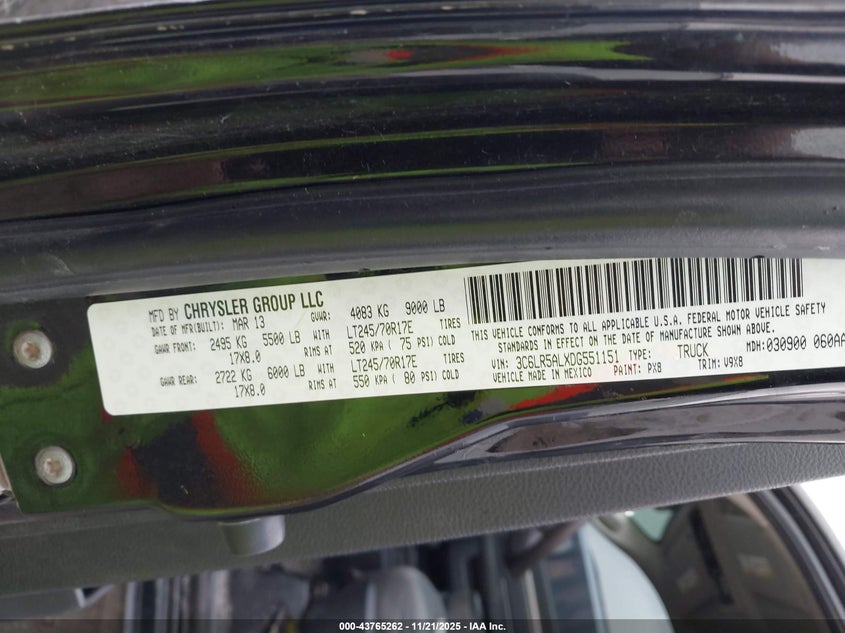 MFD BY CHRYSLER GROUP LLC
DATE OF MFR(BUILT): MAR 13 GVWR: 4083 KG 9000 LB
GAWR FRONT: 2495 KG 5500 LB WITH LT245/70R17E TIRES
17X8.0 RIMS AT 520 KPA ( 75 PSI) COLD
GAWR REAR: 2722 KG 6000 LB WITH LT245/70R17E TIRES
17X8.0 RIMS AT 550 KPA ( 80 PSI) COLD
THIS VEHICLE CONFORMS TO ALL APPLICABLE U.S.A. FEDERAL MOTOR VEHICLE SAFETY
STANDARDS IN EFFECT ON THE DATE OF MANUFACTURE SHOWN ABOVE.
VIN: 3C6LR5ALXDG551151 TYPE: TRUCK MDH:030900 060AA
VEHICLE MADE IN MEXICO PAINT: PX8 TRIM: V9X8
000-43765262 - 11/21/2025 - IAA Inc.